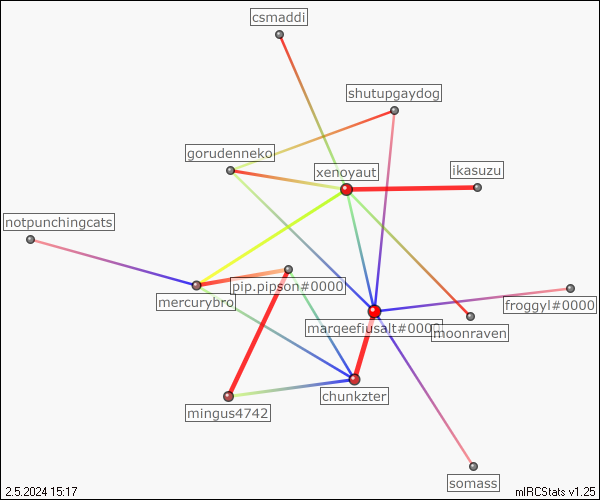 csmaddi
shutupgaydog
gorudenneko
xenoyaut
ikasuzu
notpunchingcats
pip.pipson#0000
mercurybro
froggyl#0000
marqeefiusalt#0000
moonraven
chunkzter
mingus4742
somass
2.5.2024 15:17
mIRCStats v1.25